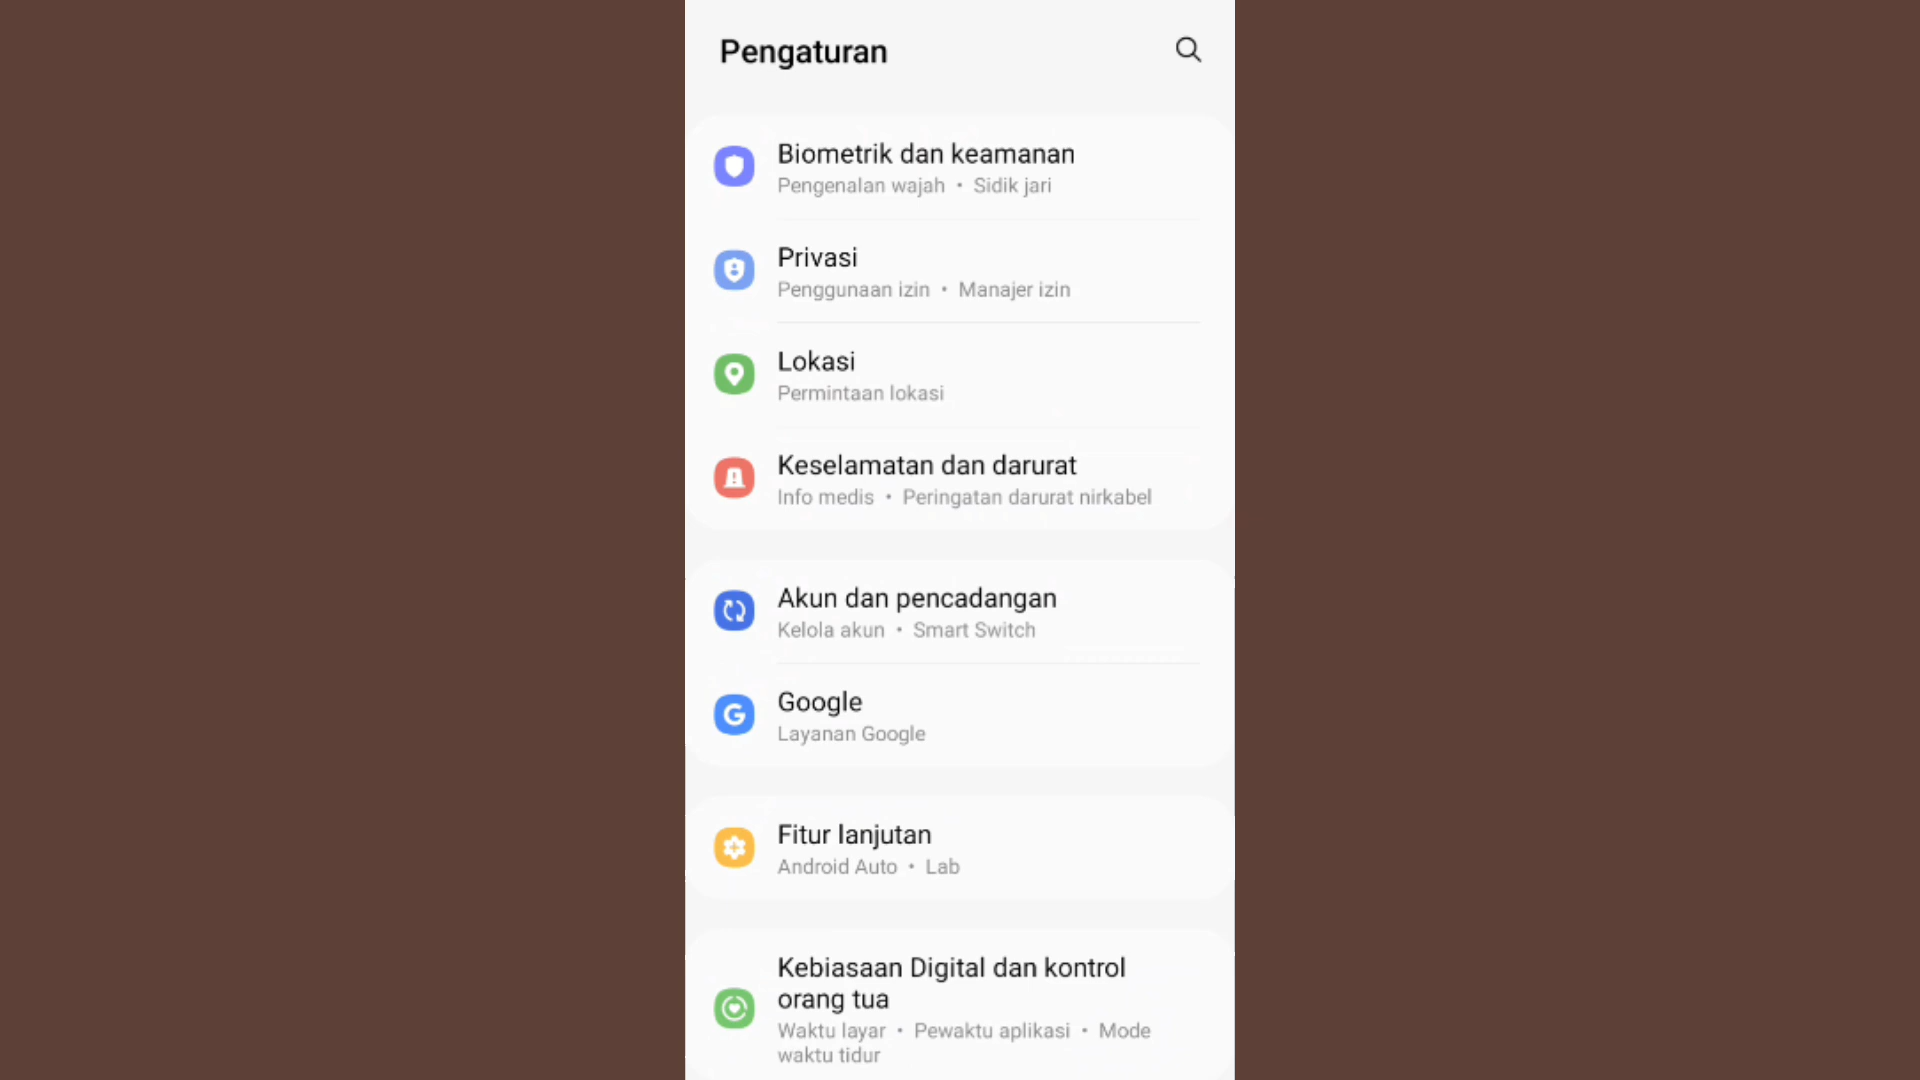 Pengaturan
Biometrik dan keamanan
Pengenalan wajah • Sidik jari
Privasi
Penggunaan izin • Manajer izin
Lokasi
Permintaan lokasi
Keselamatan dan darurat
Info medis • Peringatan darurat nirkabel
Akun dan pencadangan
Kelola akun • Smart Switch
Google
Layanan Google
Fitur lanjutan
Android Auto • Lab
Kebiasaan Digital dan kontrol
orang tua
Waktu layar • Pewaktu aplikasi • Mode
waktu tidur